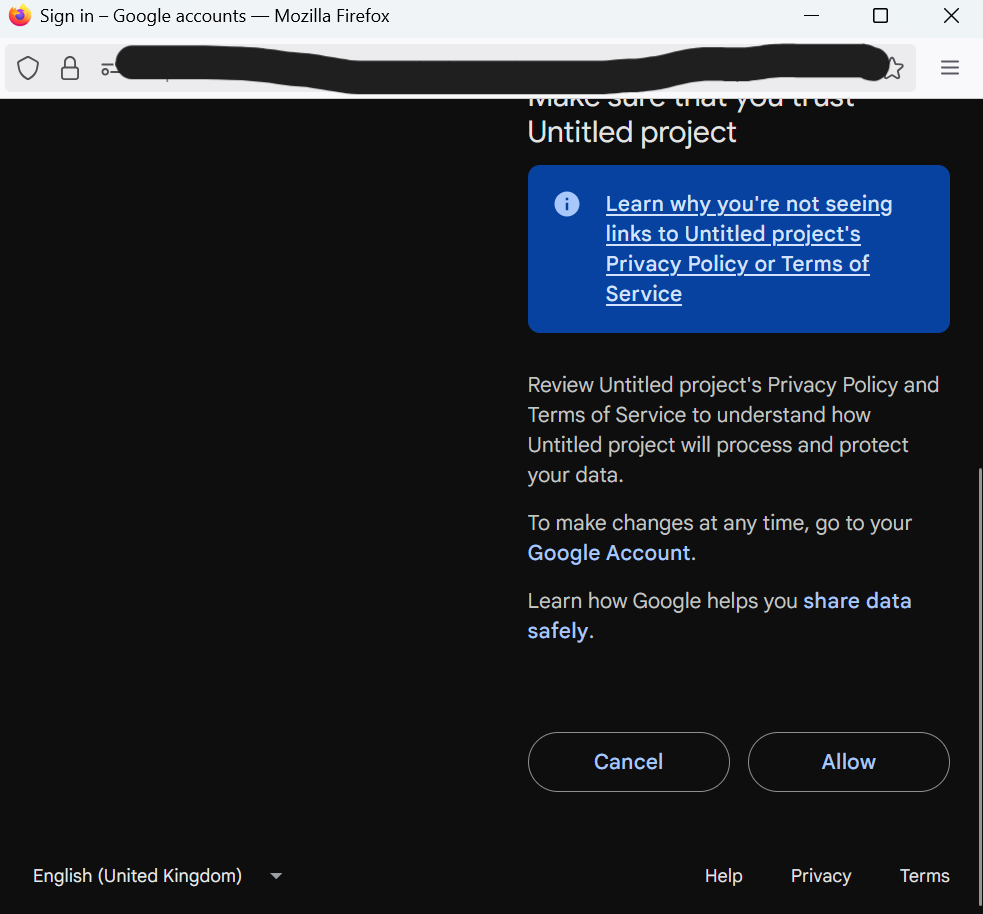 Sign in – Google accounts — Mozilla Firefox
Make sure that you trust
Untitled project
Learn why you're not seeing
links to Untitled project's
Privacy Policy or Terms of
Service
Review Untitled project's Privacy Policy and
Terms of Service to understand how
Untitled project will process and protect
your data.
To make changes at any time, go to your
Google Account.
Learn how Google helps you share data
safely.
Cancel
Allow
English (United Kingdom)
Help
Privacy
Terms